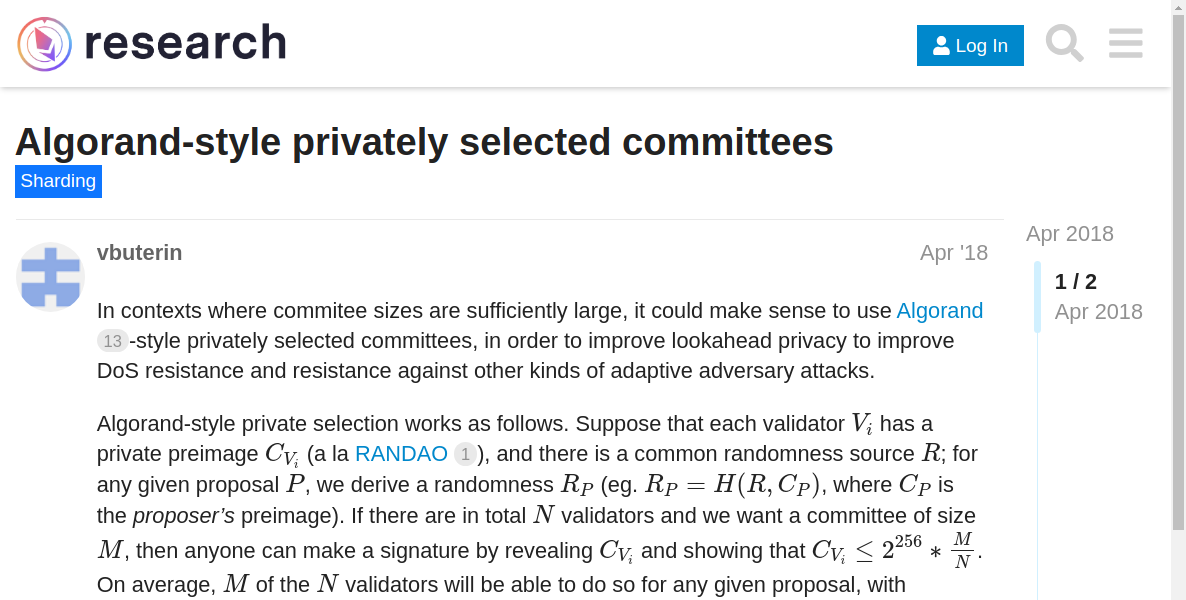 research
Log In
Algorand-style privately selected committees
Sharding
vbuterin
Apr '18
Apr 2018
1 / 2
Apr 2018
In contexts where commitee sizes are sufficiently large, it could make sense to use Algorand
13 -style privately selected committees, in order to improve lookahead privacy to improve
DoS resistance and resistance against other kinds of adaptive adversary attacks.
Algorand-style private selection works as follows. Suppose that each validator V_i has a
private preimage C_{V_i} (a la RANDAO 1 ), and there is a common randomness source R; for
any given proposal P, we derive a randomness R_P (eg. R_P = H(R, C_P), where C_P is
the proposer’s preimage). If there are in total N validators and we want a committee of size
M, then anyone can make a signature by revealing C_{V_i} and showing that C_{V_i} ≤ 2^{256} * \frac{M}{N}.
On average, M of the N validators will be able to do so for any given proposal, with